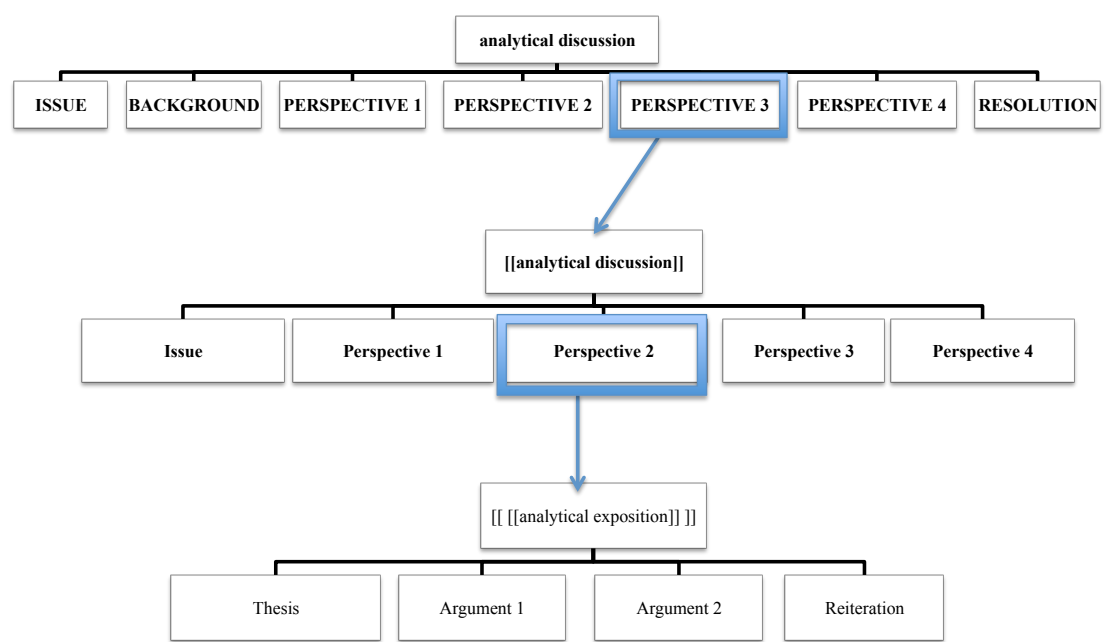 analytical discussion
ISSUE
BACKGROUND
PERSPECTIVE 1
PERSPECTIVE 2
PERSPECTIVE 3
PERSPECTIVE 4
RESOLUTION
[[analytical discussion]]
Issue
Perspective 1
Perspective 2
Perspective 3
Perspective 4
[[ [[analytical exposition]] ]]
Thesis
Argument 1
Argument 2
Reiteration